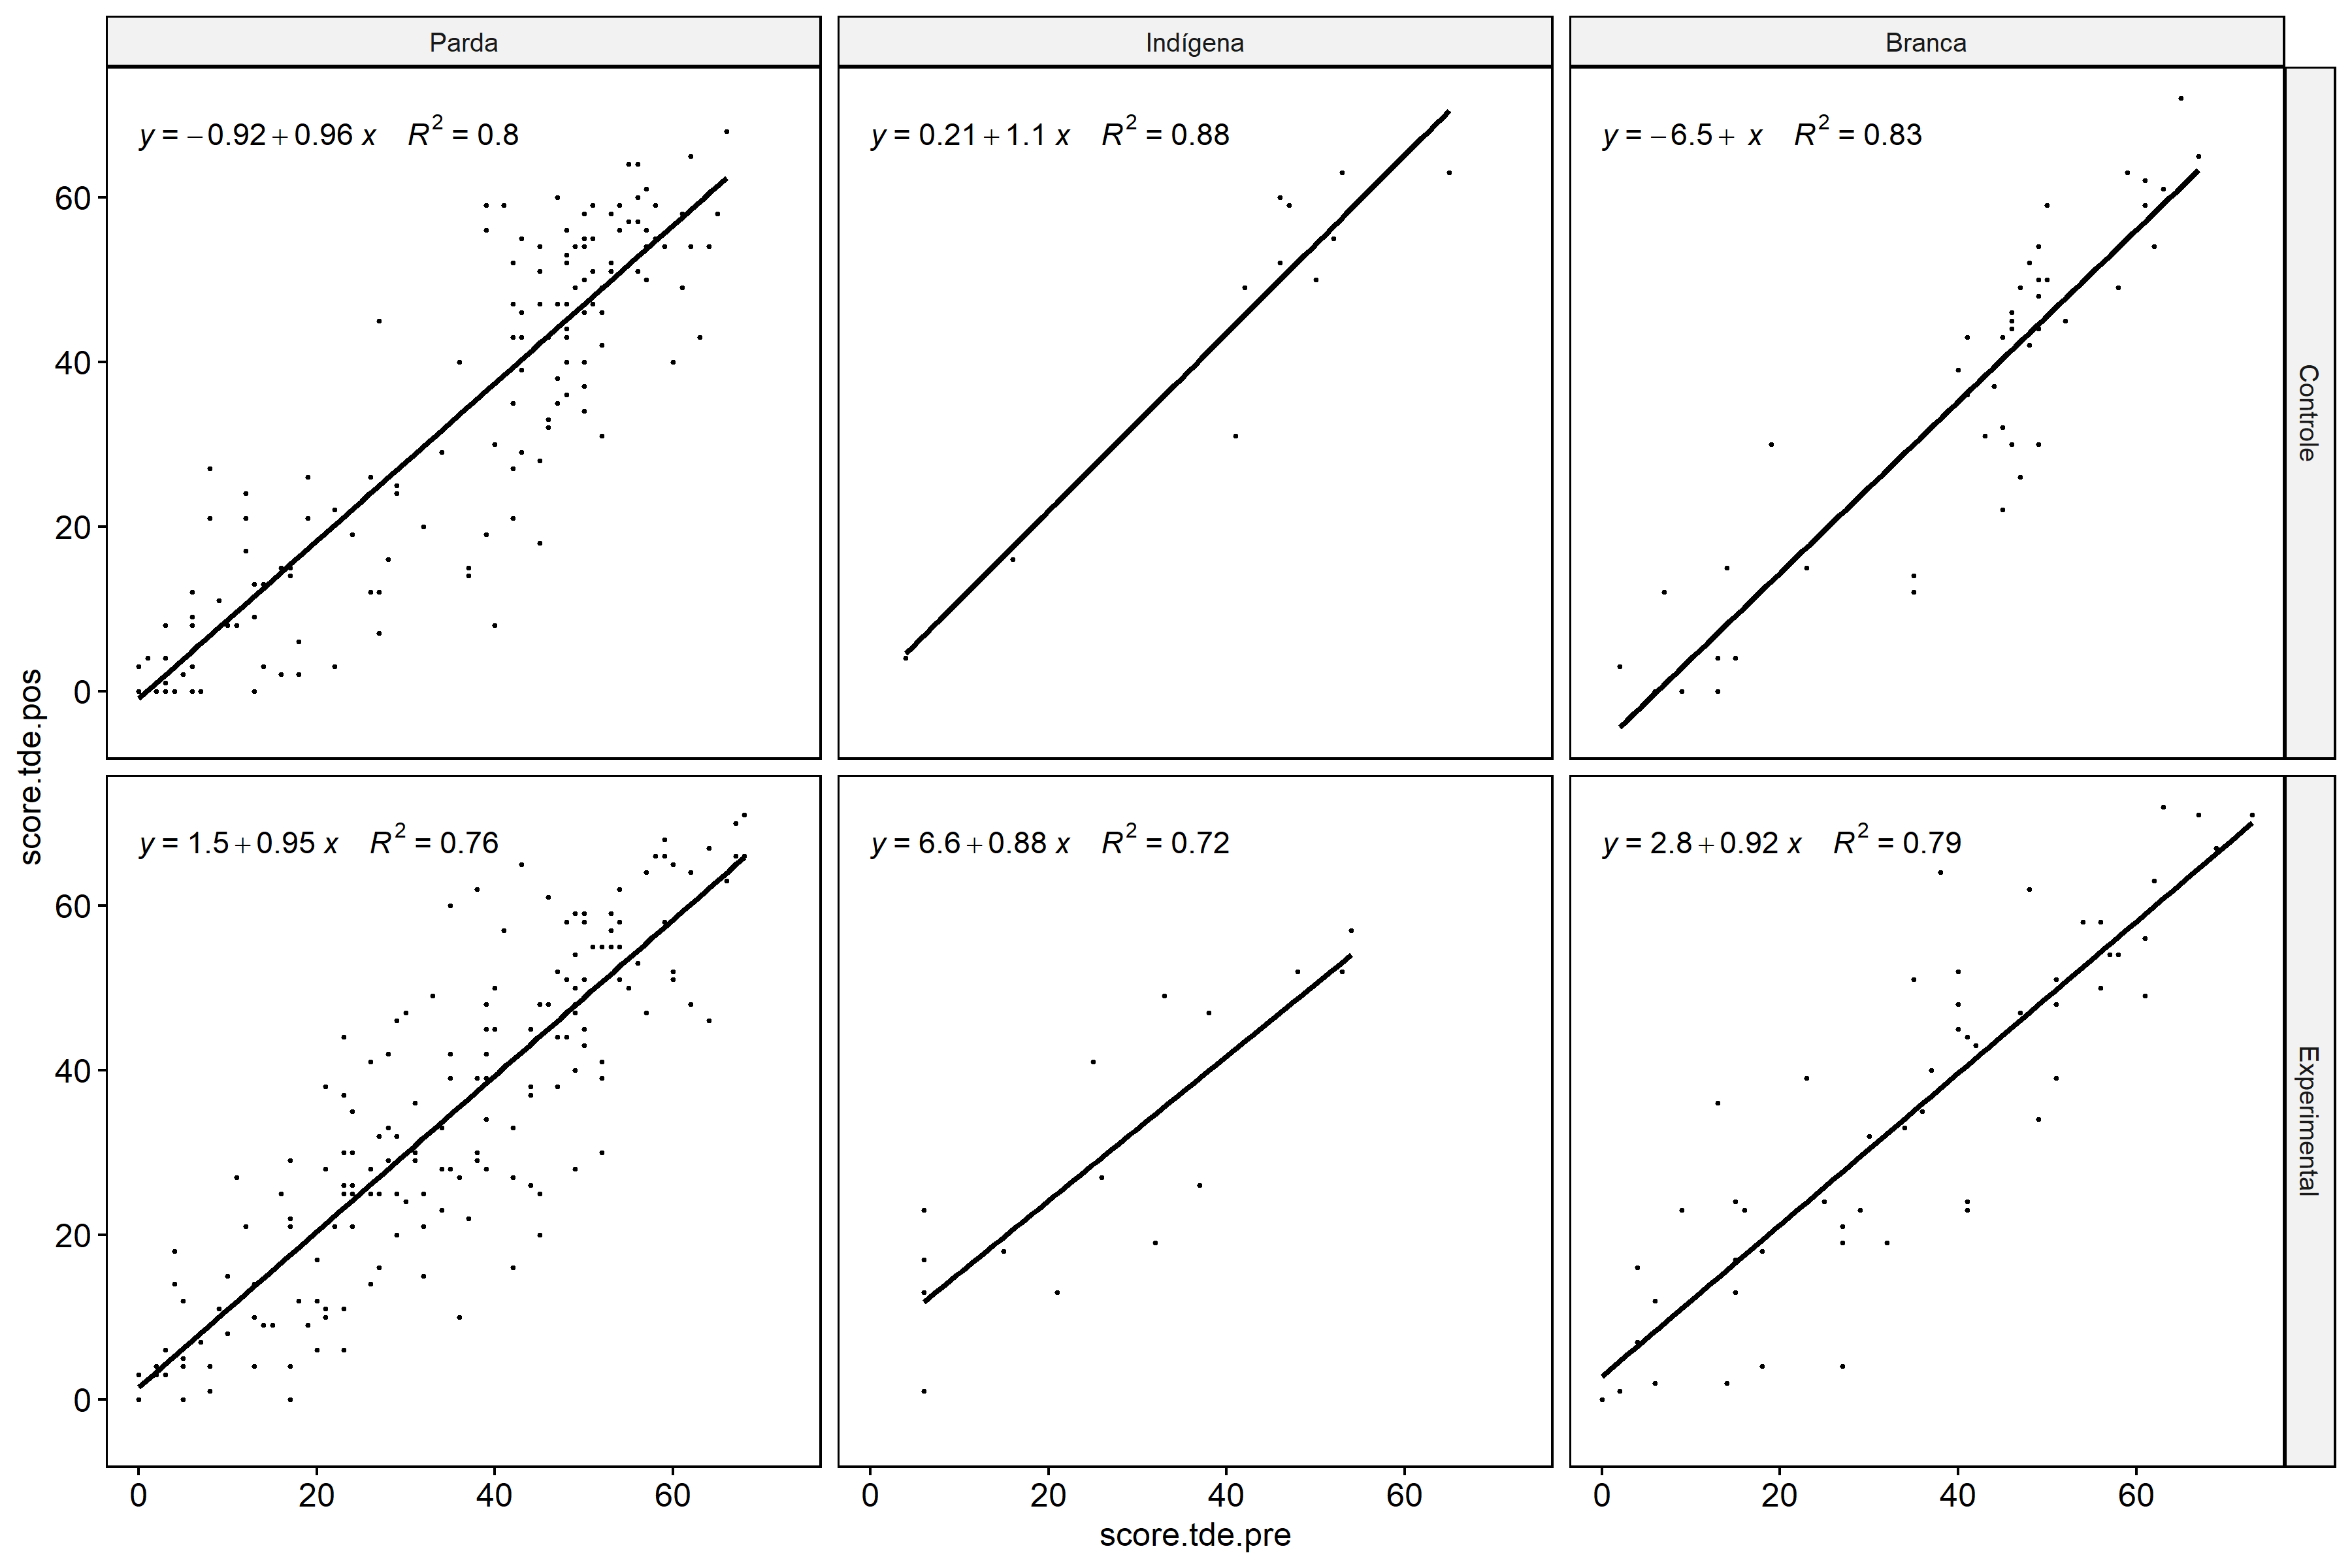 Parda
Indígena
Branca
y = −0.92 + 0.96 x R² = 0.8
y = 0.21 + 1.1 x R² = 0.88
y = −6.5 + x R² = 0.83
60
40
20
0
Controle
score.tde.pos
y = 1.5 + 0.95 x R² = 0.76
y = 6.6 + 0.88 x R² = 0.72
y = 2.8 + 0.92 x R² = 0.79
60
40
20
0
Experimental
0 20 40 60
0 20 40 60
0 20 40 60
score.tde.pre